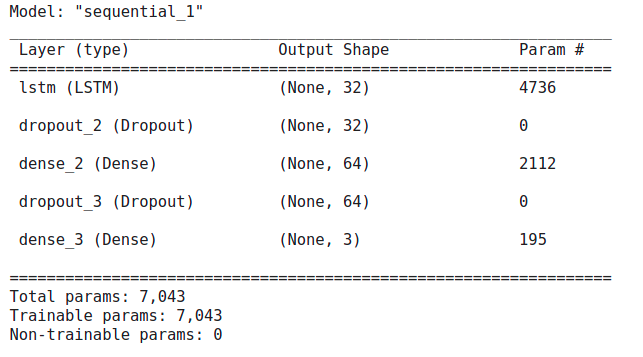 Model: "sequential_1"
Layer (type) Output Shape Param #
lstm (LSTM) (None, 32) 4736
dropout_2 (Dropout) (None, 32) 0
dense_2 (Dense) (None, 64) 2112
dropout_3 (Dropout) (None, 64) 0
dense_3 (Dense) (None, 3) 195
Total params: 7,043
Trainable params: 7,043
Non-trainable params: 0